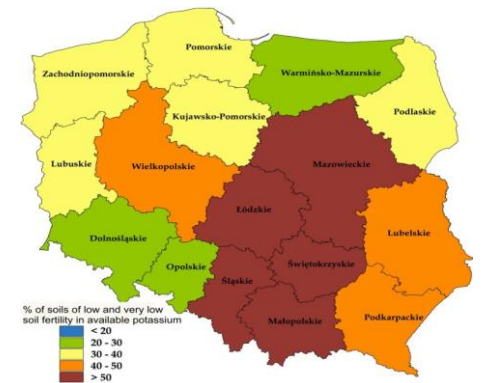 Pomorskie
Zachodniopomorskie
Warmińsko-Mazurskie
Podlaskie
Kujawsko-Pomorskie
Lubuskie
Wielkopolskie
Mazowieckie
Łódzkie
Lubelskie
Dolnośląskie
Opolskie
Śląskie
Świętokrzyskie
Małopolskie
Podkarpackie
% of soils of low and very low
soil fertility in available potassium
< 20
20 - 30
30 - 40
40 - 50
> 50